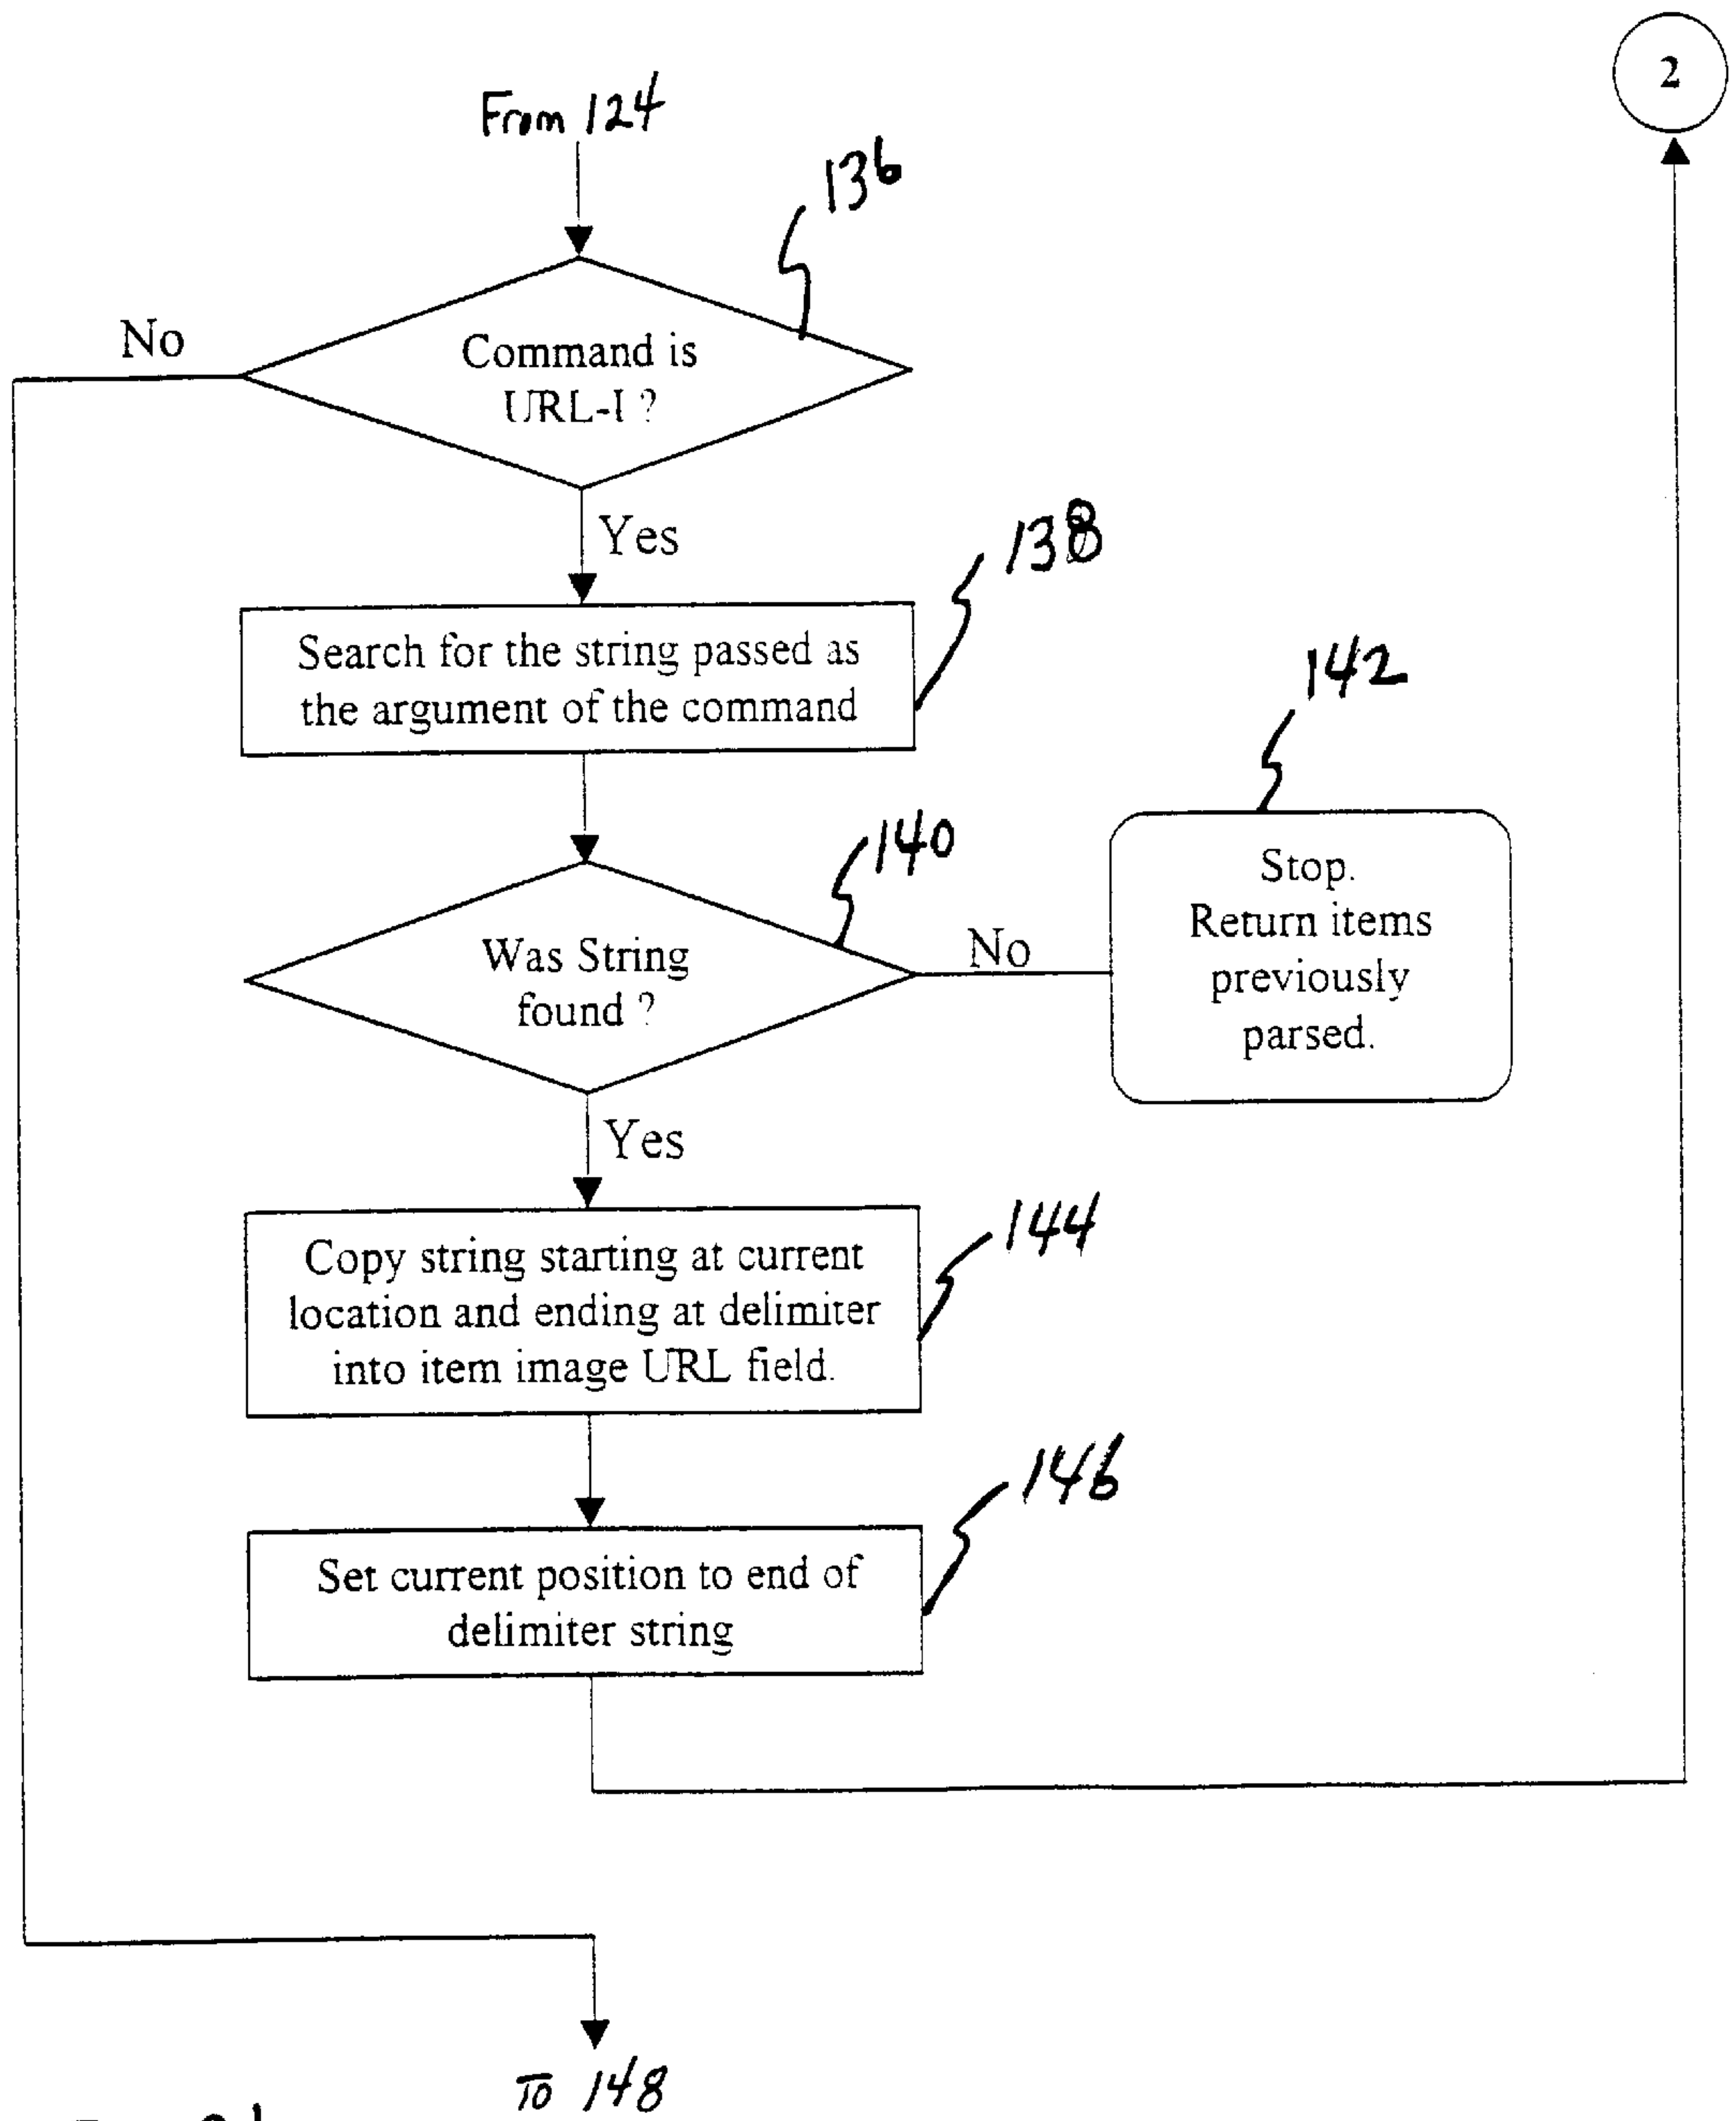 2
From 124
136
No
Command is
URL-I ?
Yes
138
Search for the string passed as
the argument of the command
142
140
Stop.
Return items
previously
parsed.
Was String
found ?
No
Yes
144
Copy string starting at current
location and ending at delimiter
into item image URL field.
146
Set current position to end of
delimiter string
To 148